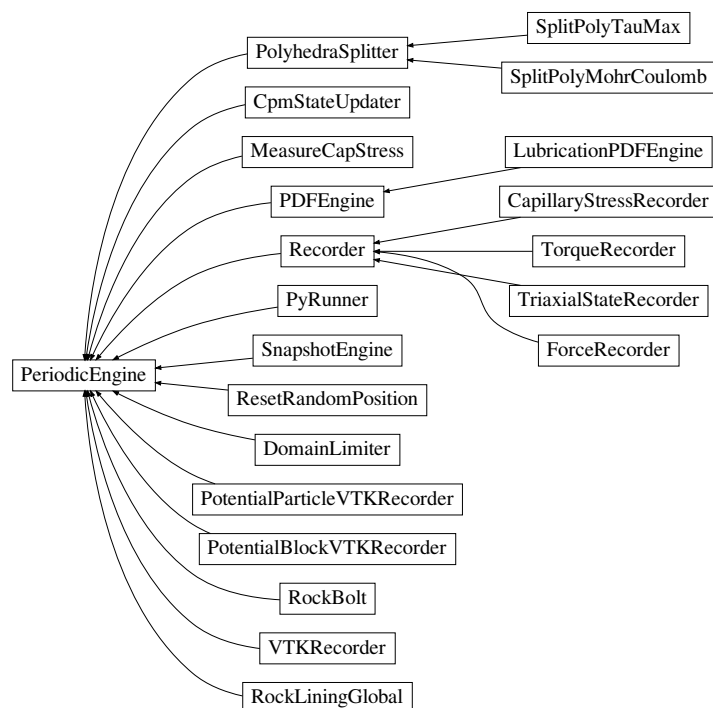 SplitPolyTauMax
PolyhedraSplitter
SplitPolyMohrCoulomb
CpmStateUpdater
MeasureCapStress
LubricationPDFEngine
PDFEngine
CapillaryStressRecorder
Recorder
TorqueRecorder
PyRunner
TriaxialStateRecorder
SnapshotEngine
ForceRecorder
PeriodicEngine
ResetRandomPosition
DomainLimiter
PotentialParticleVTKRecorder
PotentialBlockVTKRecorder
RockBolt
VTKRecorder
RockLiningGlobal